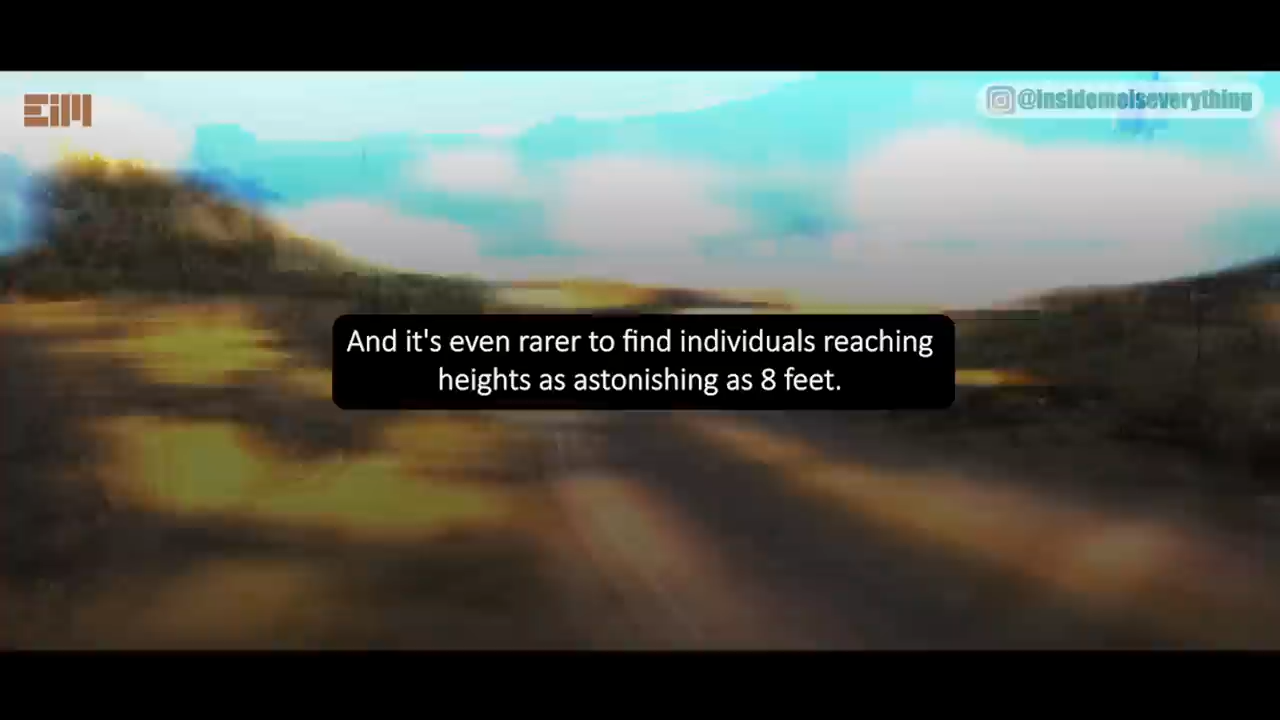 EiM
@insidemeiseverything
And it's even rarer to find individuals reaching
heights as astonishing as 8 feet.